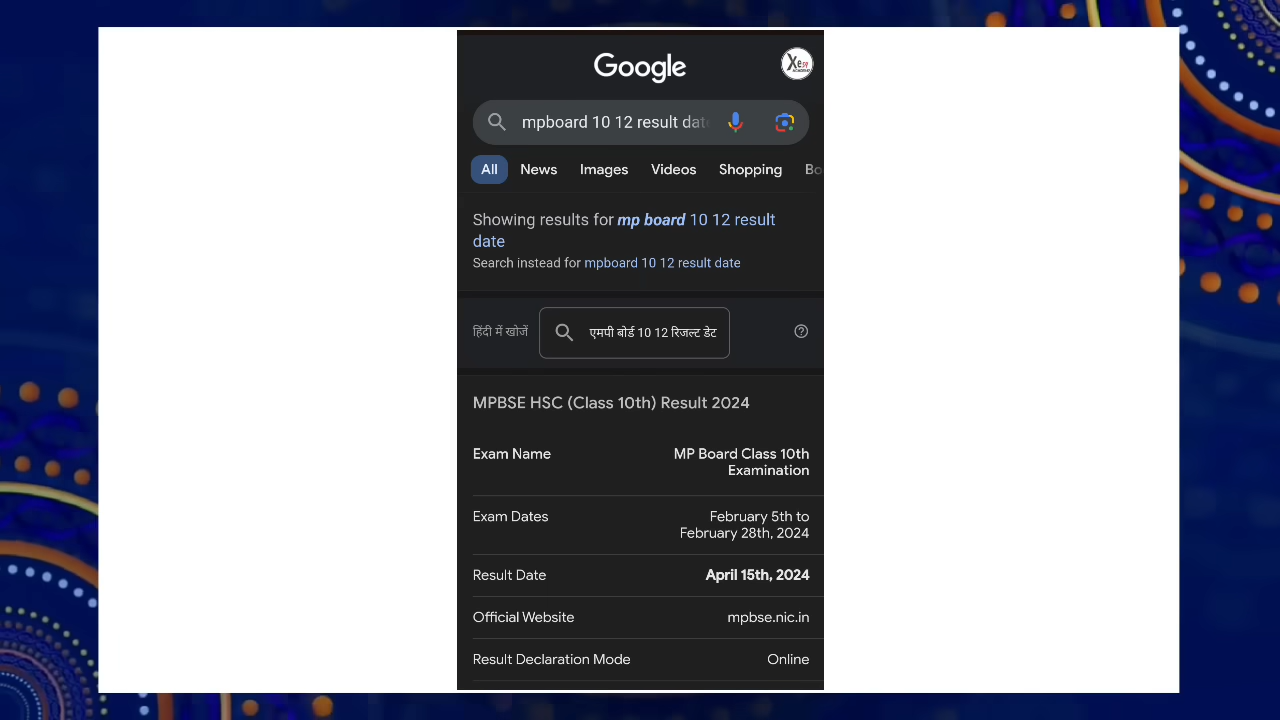 Google
Xe
ACADEMY
mpboard 10 12 result dat
All News Images Videos Shopping Bo
Showing results for mp board 10 12 result
date
Search instead for mpboard 10 12 result date
हिंदी में खोजें एमपी बोर्ड 10 12 रिजल्ट डेट
MPBSE HSC (Class 10th) Result 2024
Exam Name MP Board Class 10th
Examination
Exam Dates February 5th to
February 28th, 2024
Result Date April 15th, 2024
Official Website mpbse.nic.in
Result Declaration Mode Online